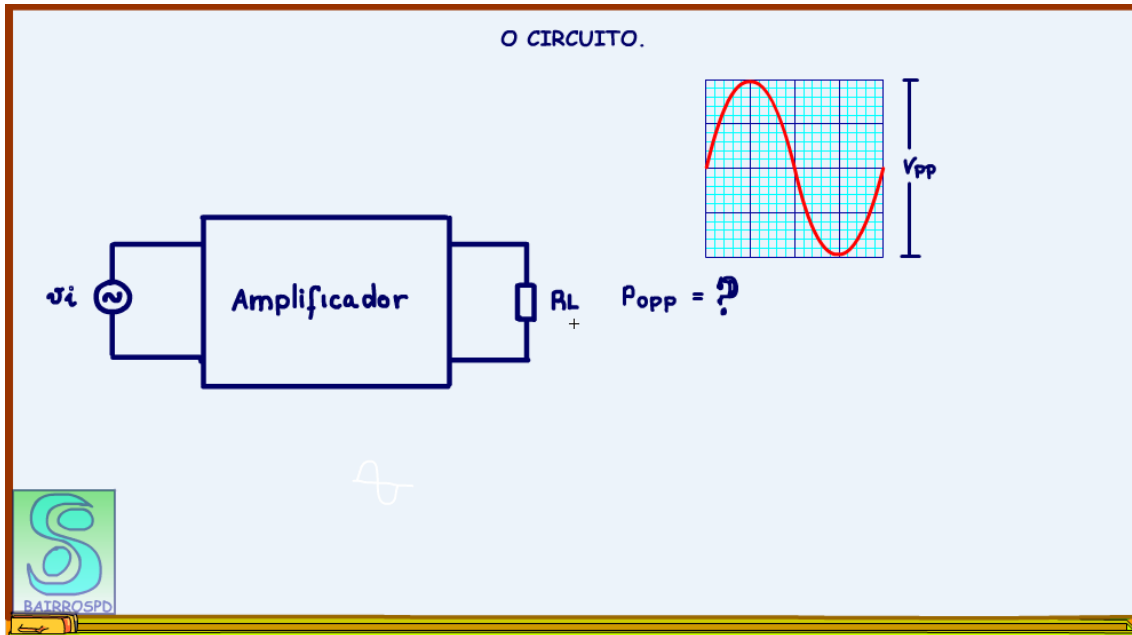 O CIRCUITO.
VPP
vi
Amplificador
RL
POPP = ?
BAIRROSPD